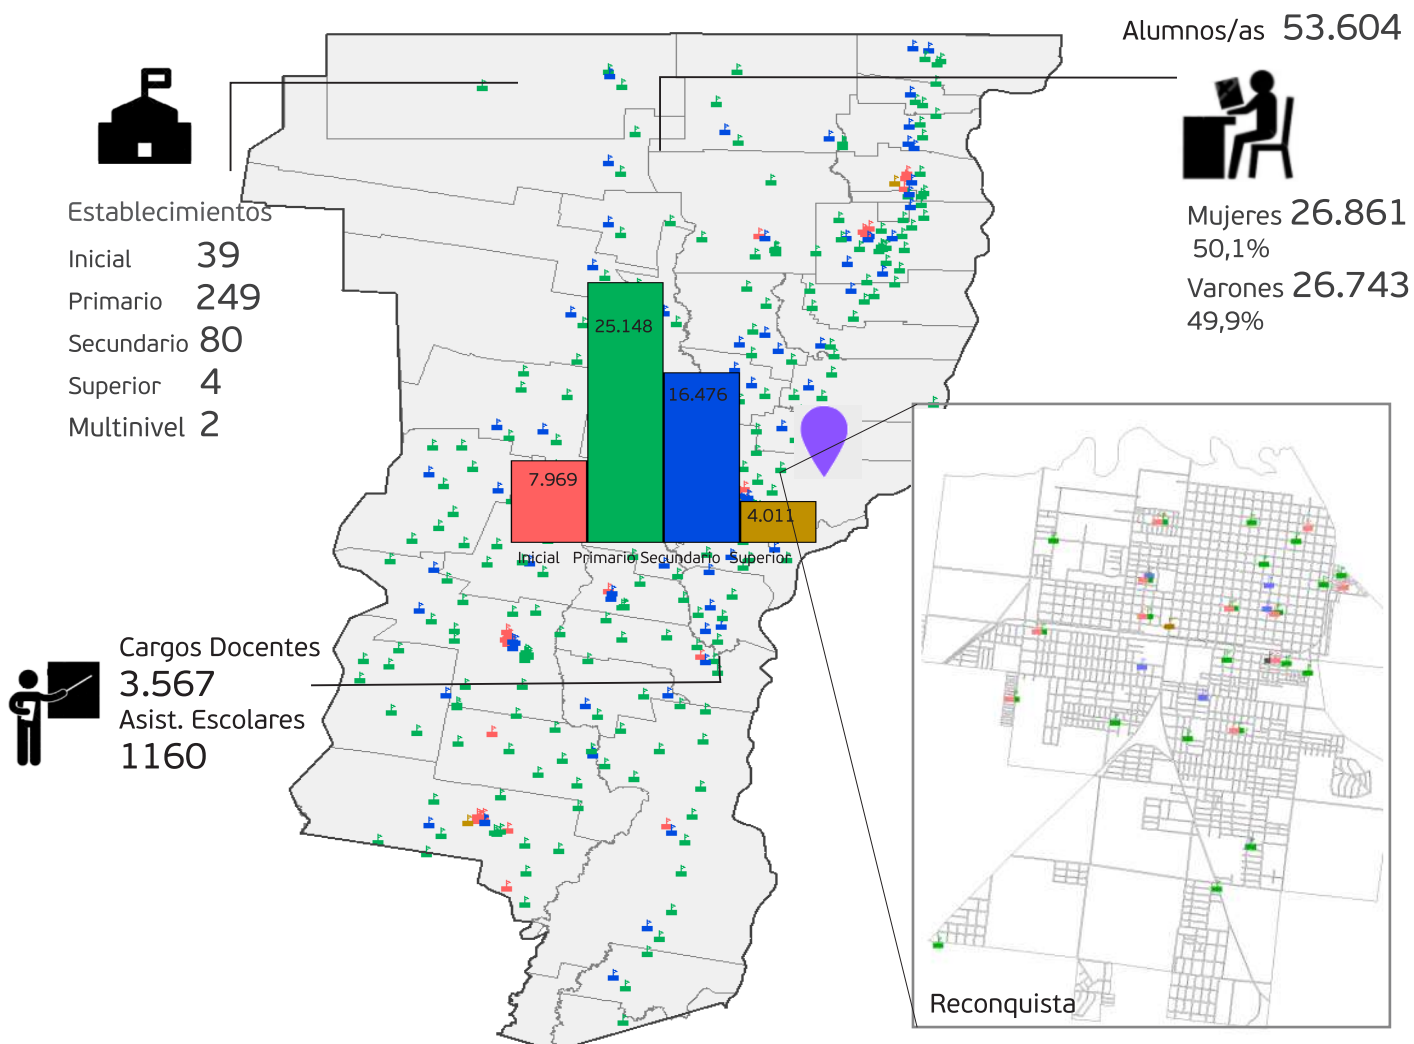 Alumnos/as 53.604
Mujeres 26.861
50,1%
Varones 26.743
49,9%
Establecimientos
Inicial 39
Primario 249
Secundario 80
Superior 4
Multinivel 2
25.148
16.476
7.969
4.011
Inicial Primario Secundario Superior
Cargos Docentes
3.567
Asist. Escolares
1160
Reconquista